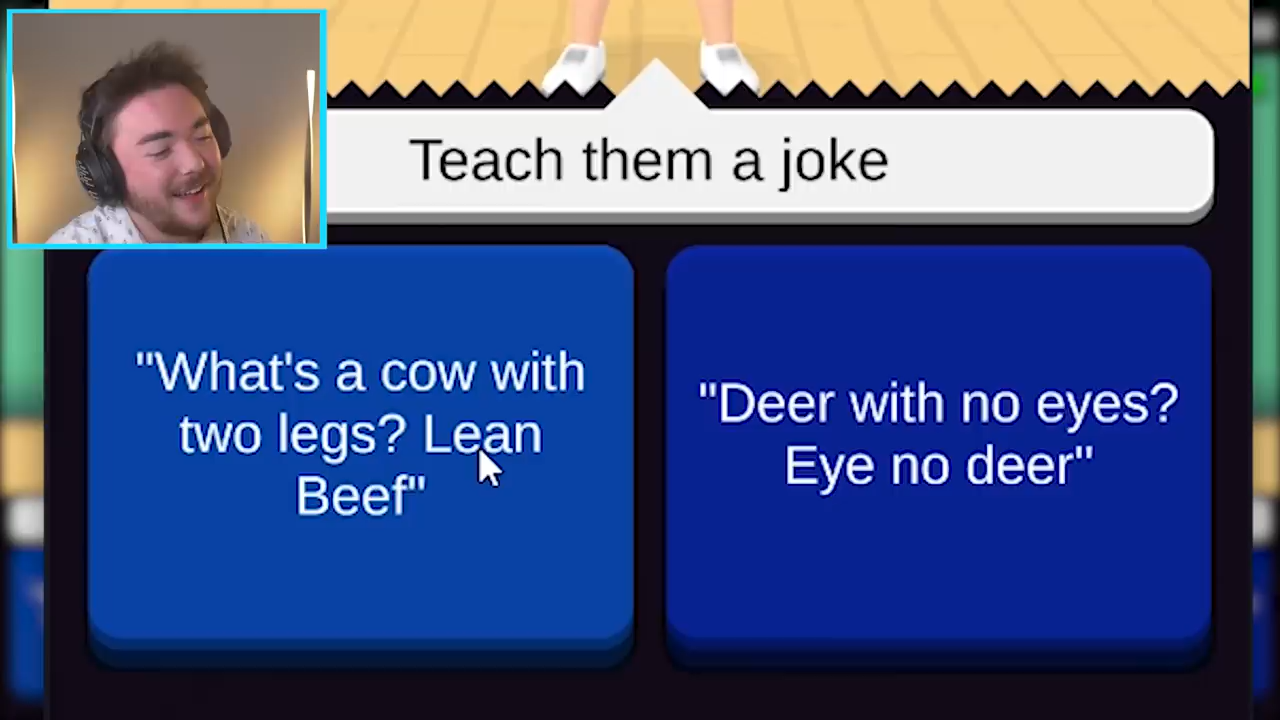 Teach them a joke
"What's a cow with
two legs? Lean
Beef"
"Deer with no eyes?
Eye no deer"